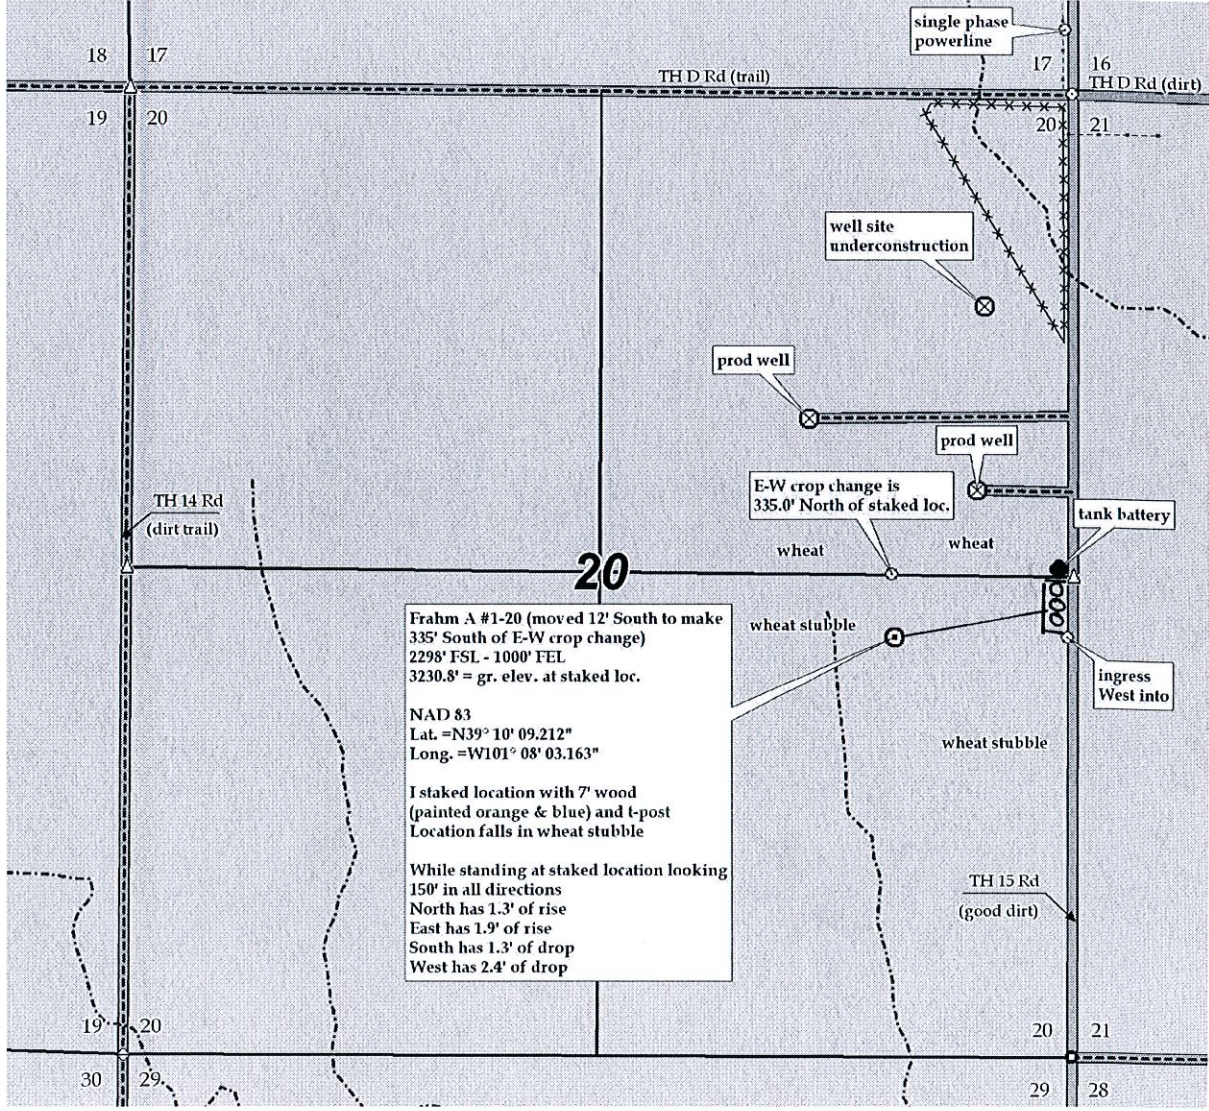 single phase
powerline
18 17
17 16
TH D Rd (trail)
TH D Rd (dirt)
19 20
20 21
well site
underconstruction
prod well
prod well
E-W crop change is
335.0' North of staked loc.
TH 14 Rd
(dirt trail)
tank battery
wheat
wheat
20
Frahm A #1-20 (moved 12' South to make
335' South of E-W crop change)
2298' FSL - 1000' FEL
3230.8' = gr. elev. at staked loc.
NAD 83
Lat. =N39° 10' 09.212"
Long. =W101° 08' 03.163"
I staked location with 7' wood
(painted orange & blue) and t-post
Location falls in wheat stubble
While standing at staked location looking
150' in all directions
North has 1.3' of rise
East has 1.9' of rise
South has 1.3' of drop
West has 2.4' of drop
wheat stubble
ingress
West into
wheat stubble
TH 15 Rd
(good dirt)
19 20
20 21
30 29
29 28